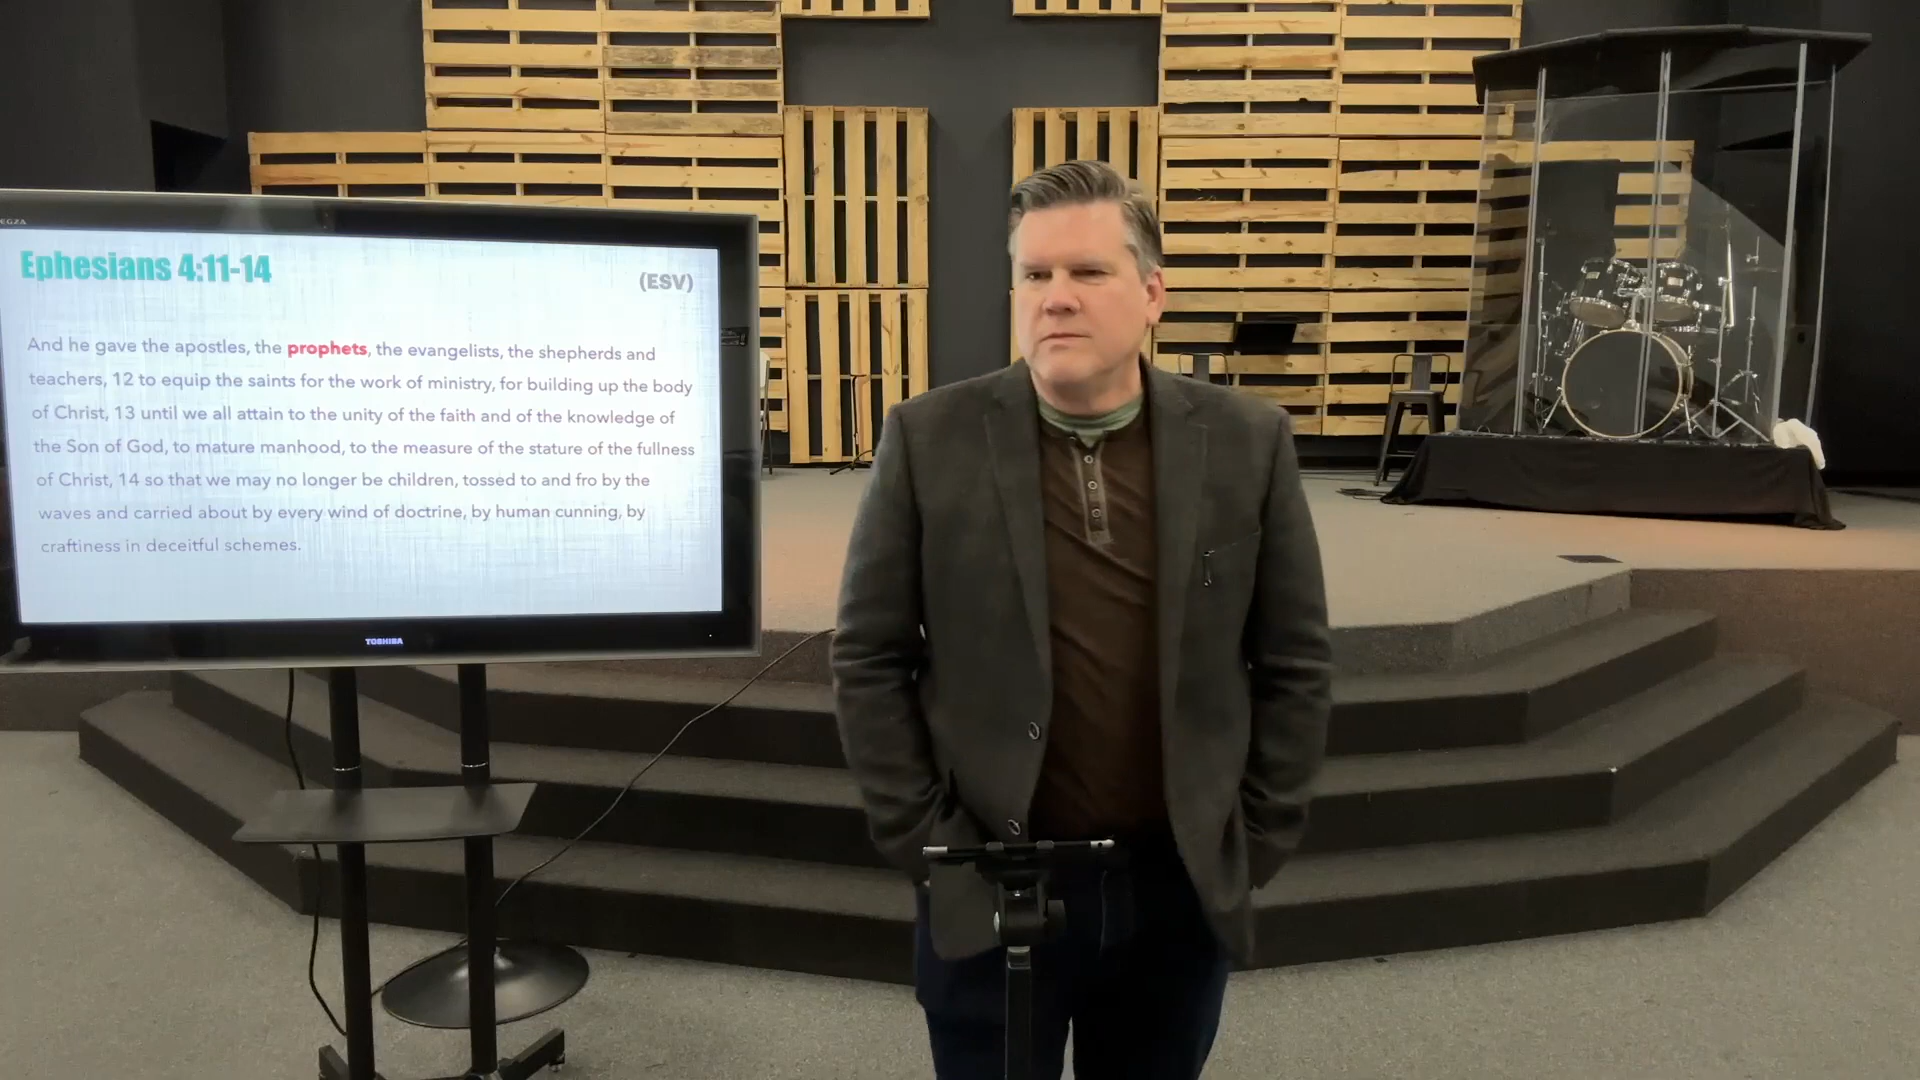 EGZA
Ephesians 4:11-14
(ESV)
And he gave the apostles, the prophets, the evangelists, the shepherds and
teachers, 12 to equip the saints for the work of ministry, for building up the body
of Christ, 13 until we all attain to the unity of the faith and of the knowledge of
the Son of God, to mature manhood, to the measure of the stature of the fullness
of Christ, 14 so that we may no longer be children, tossed to and fro by the
waves and carried about by every wind of doctrine, by human cunning, by
craftiness in deceitful schemes.
TOSHIBA